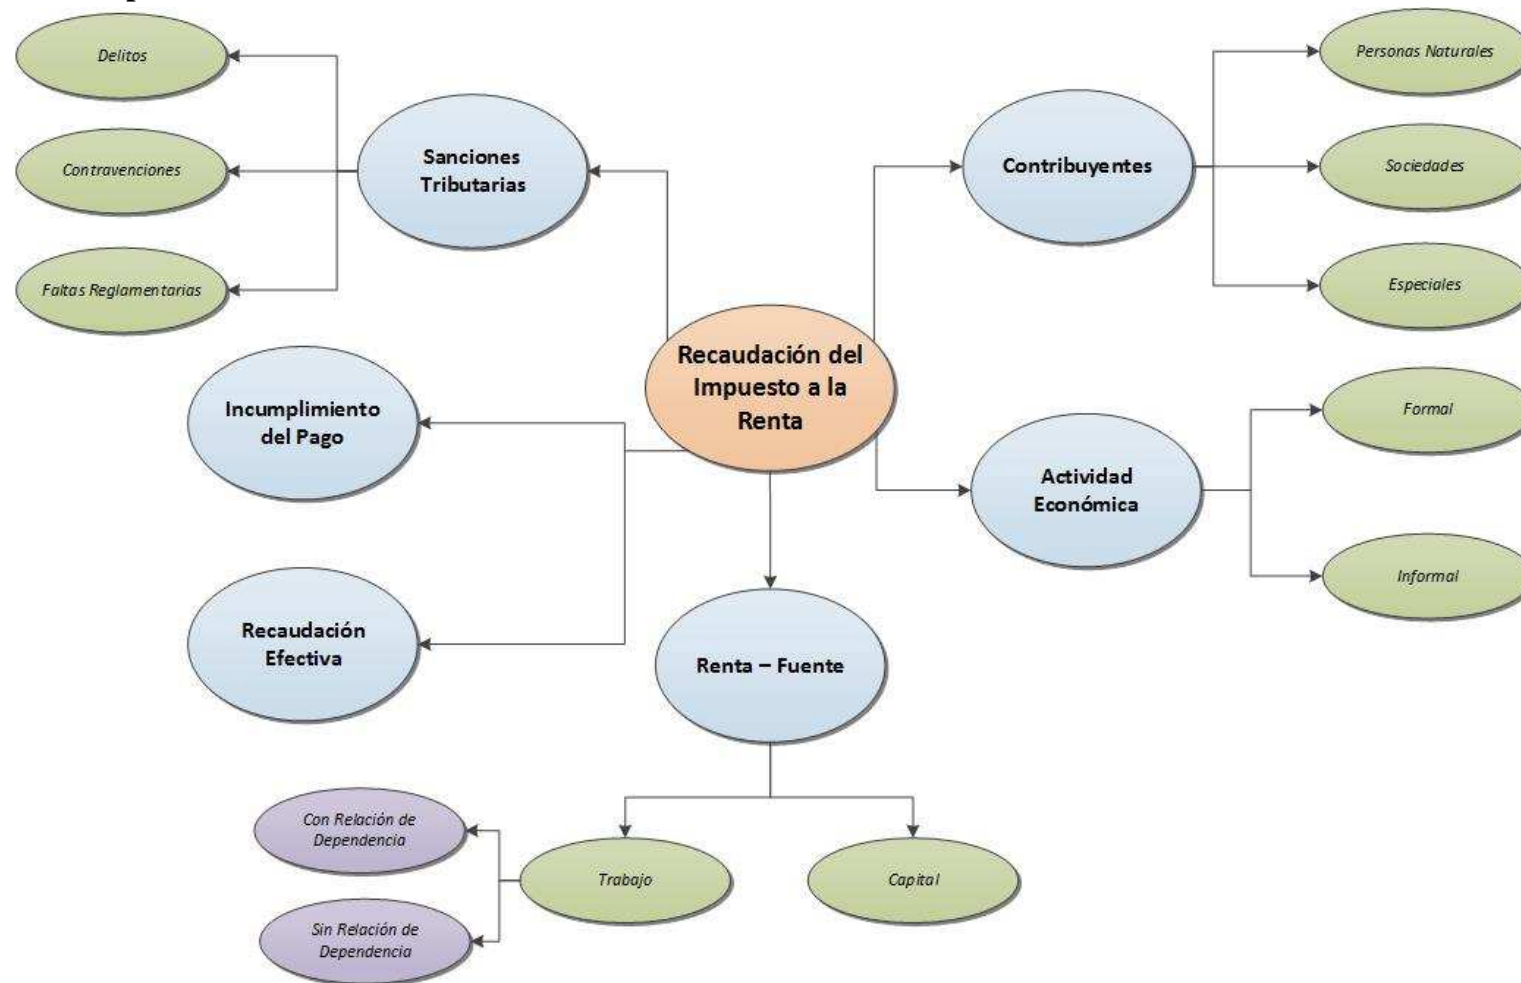 Delitos
Contravenciones
Faltas Reglamentarias
Sanciones
Tributarias
Contribuyentes
Personas Naturales
Sociedades
Especiales
Recaudación del
Impuesto a la
Renta
Incumplimiento
del Pago
Recaudación
Efectiva
Actividad
Económica
Formal
Informal
Renta – Fuente
Con Relación de
Dependencia
Sin Relación de
Dependencia
Trabajo
Capital